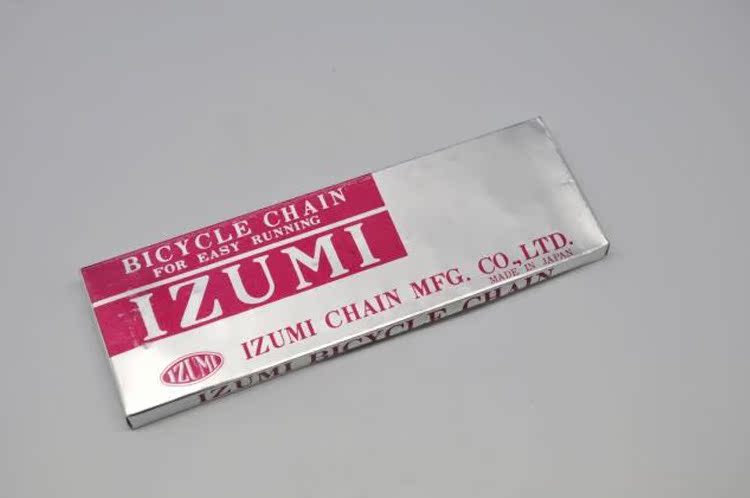 BICYCLE CHAIN
FOR EASY RUNNING
IZUMI
IZUMI CHAIN MFG. CO.,LTD.
MADE IN JAPAN
IZUMI
IZUMI BICYCLE CHAIN